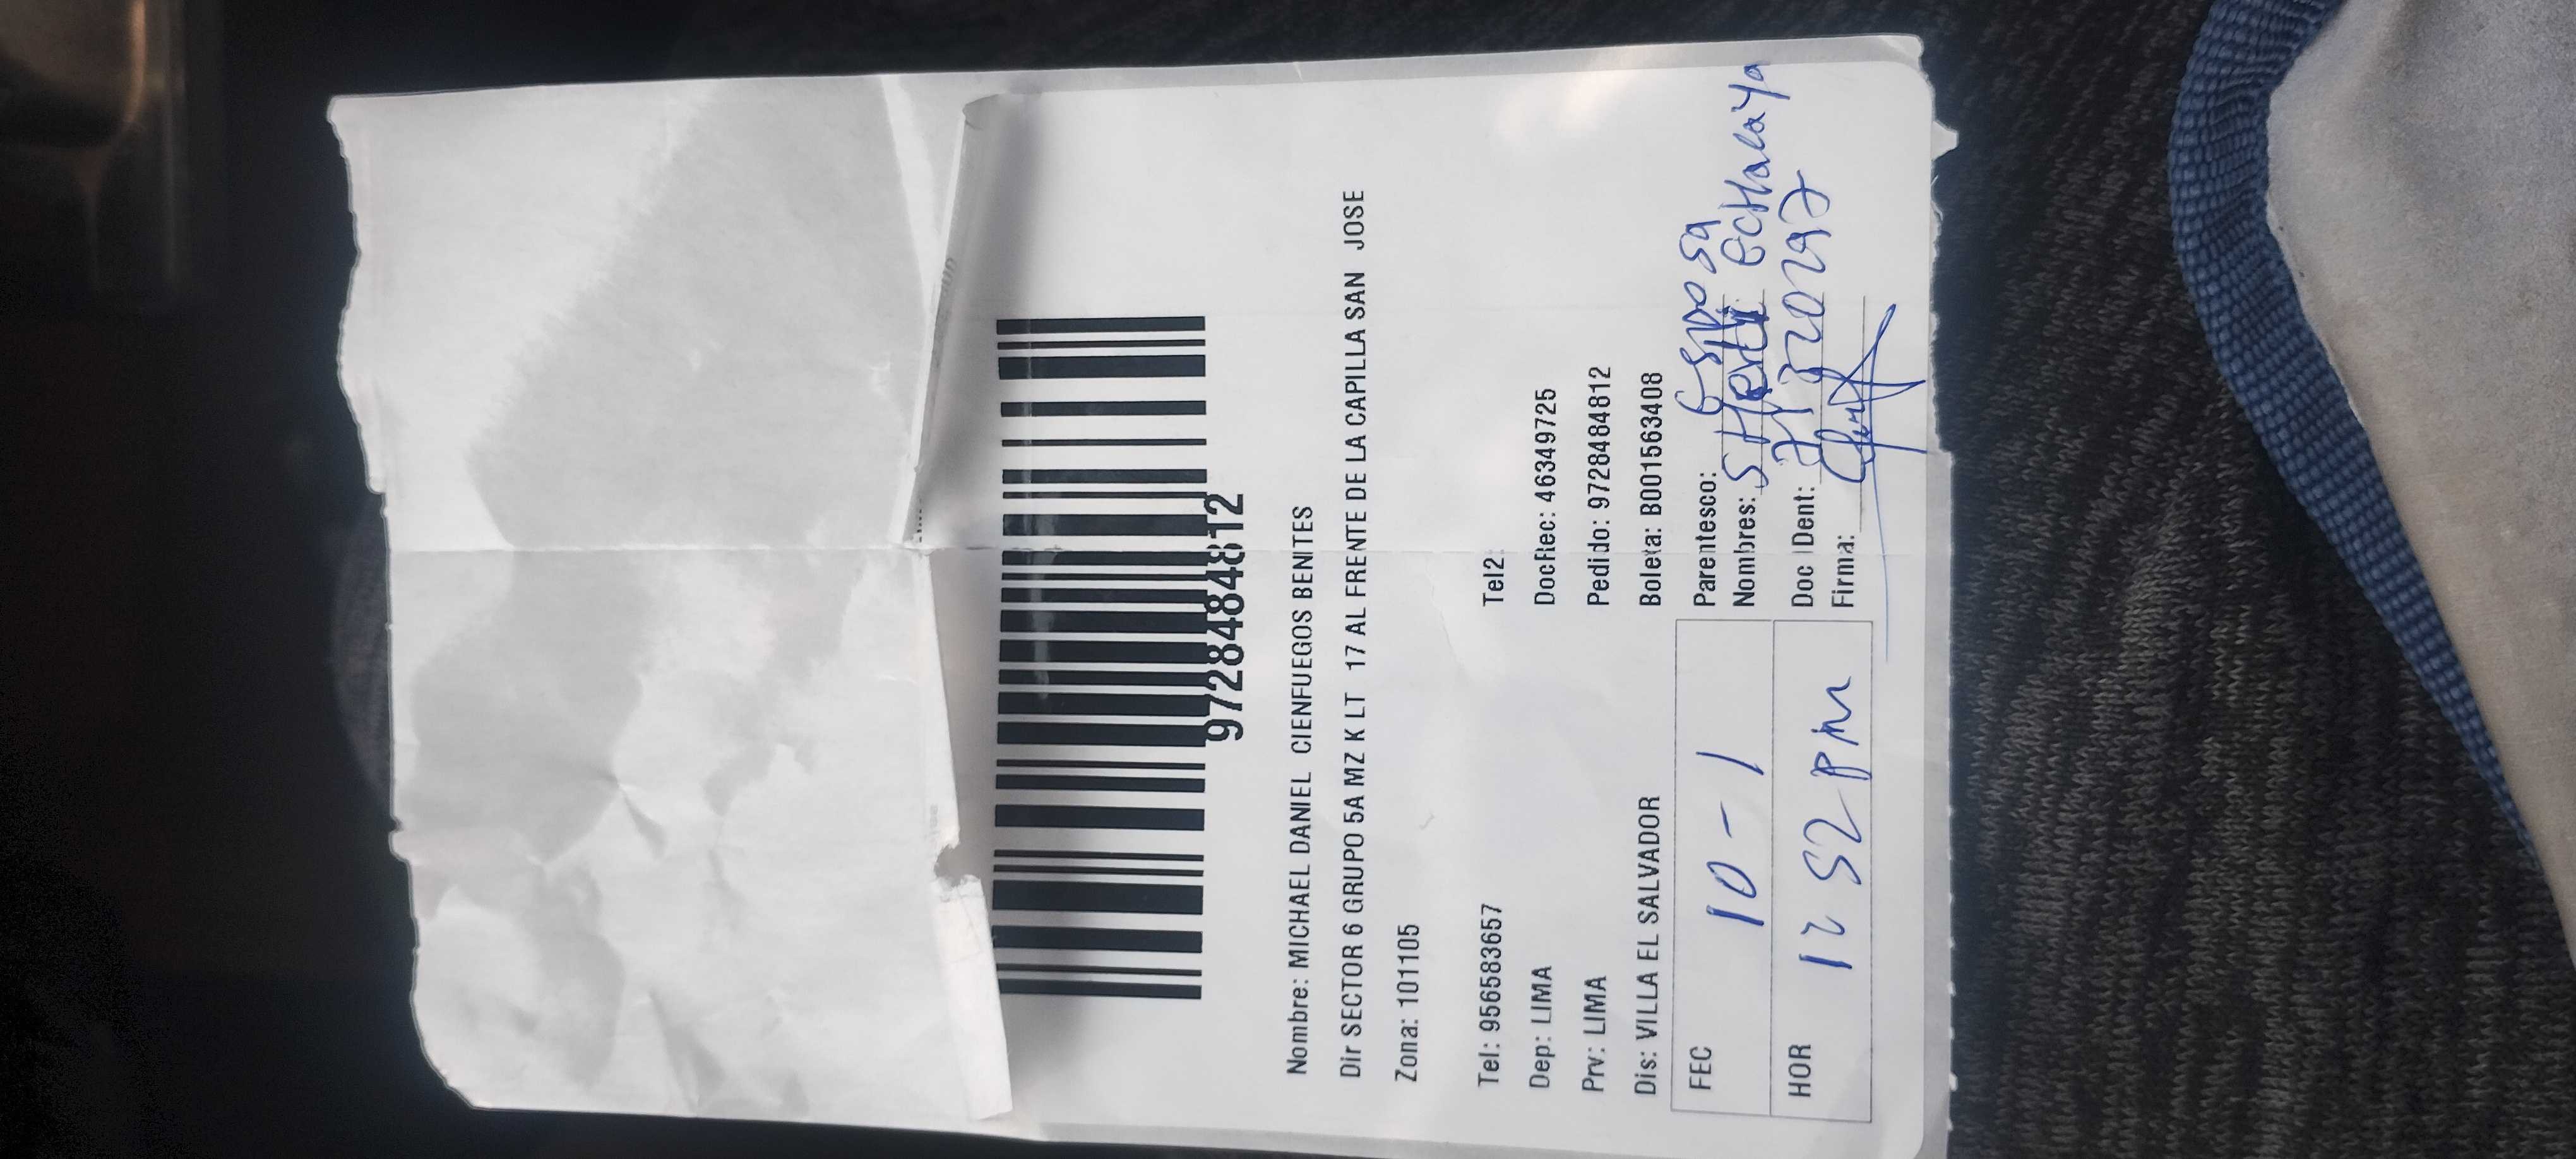 9728484812
Nombre: MICHAEL DANIEL CIENFUEGOS BENITES
Dir SECTOR 6 GRUPO 5A MZ K LT 17 AL FRENTE DE LA CAPILLA SAN JOSE
Zona: 101105
Tel: 956583657 Tel2:
Dep: LIMA DocRec: 46349725
Prv: LIMA Pedido: 9728484812
Dis: VILLA EL SALVADOR Boleta: B001563408
FEC 10-1 Parentesco: Esposa
Nombres:
HOR 12 52 pm Doc IDent:
Firma: